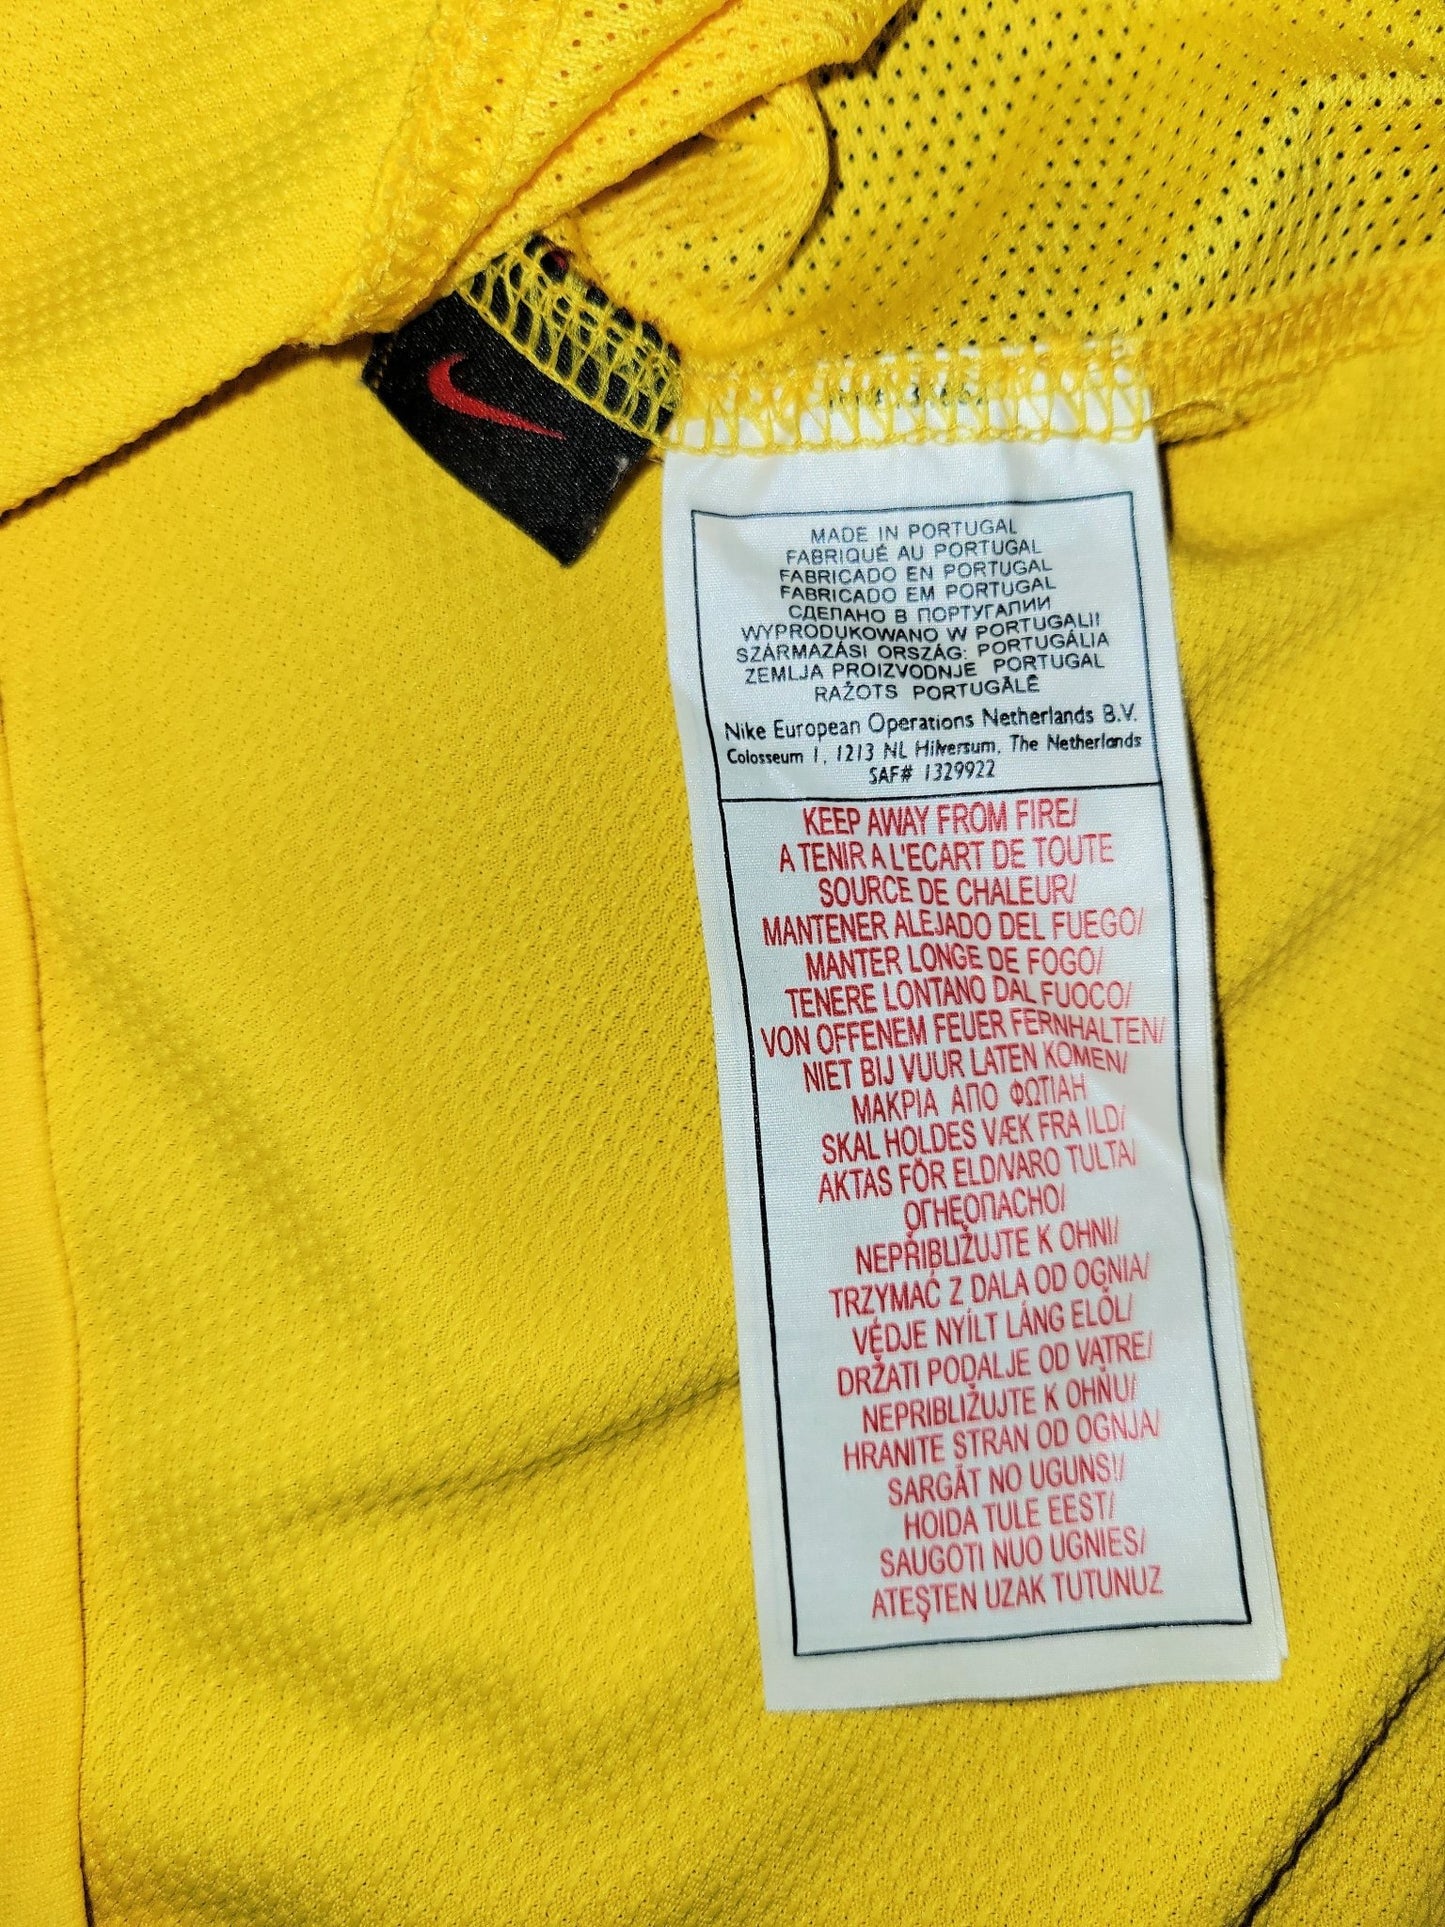 MADE IN PORTUGAL
FABRIQUÉ AU PORTUGAL
FABRICADO EN PORTUGAL
FABRICADO EM PORTUGAL
СДЕЛАНО В ПОРТУГАЛИИ
WYPRODUKOWANO W PORTUGALII
SZÁRMAZÁSI ORSZÁG: PORTUGÁLIA
ZEMLJA PROIZVODNJE PORTUGAL
RAŽOTS PORTUGĀLĒ
Nike European Operations Netherlands B.V.
Colosseum 1, 1213 NL Hilversum, The Netherlands
SAF# 1329922
KEEP AWAY FROM FIRE/
A TENIR A L'ECART DE TOUTE
SOURCE DE CHALEUR/
MANTENER ALEJADO DEL FUEGO/
MANTER LONGE DE FOGO/
TENERE LONTANO DAL FUOCO/
VON OFFENEM FEUER FERNHALTEN/
NIET BIJ VUUR LATEN KOMEN/
ΜΑΚΡΙΑ ΑΠΟ ΦΩΤΙΑΗ
SKAL HOLDES VÆK FRA ILD/
AKTAS FÖR ELD/VARO TULTA/
ОГНЕОПАСНО/
NEPŘIBLIŽUJTE K OHNI/
TRZYMAĆ Z DALA OD OGNIA/
VÉDJE NYÍLT LÁNG ELŐL/
DRŽATI PODALJE OD VATRE/
NEPRIBLIŽUJTE K OHŇU/
HRANITE STRAN OD OGNJA/
SARGĀT NO UGUNS!/
HOIDA TULE EEST/
SAUGOTI NUO UGNIES/
ATEŞTEN UZAK TUTUNUZ